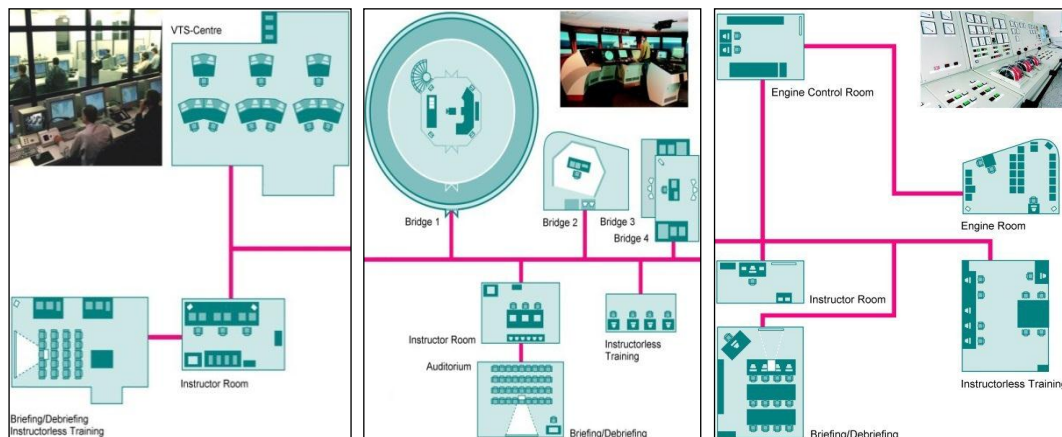 VTS-Centre
Instructor Room
Briefing/Debriefing
Instructorless Training
Bridge 1
Bridge 2
Bridge 3
Bridge 4
Instructor Room
Instructorless
Training
Auditorium
Briefing/Debriefing
Engine Control Room
Engine Room
Instructor Room
Instructorless Training
Briefing/Debriefing